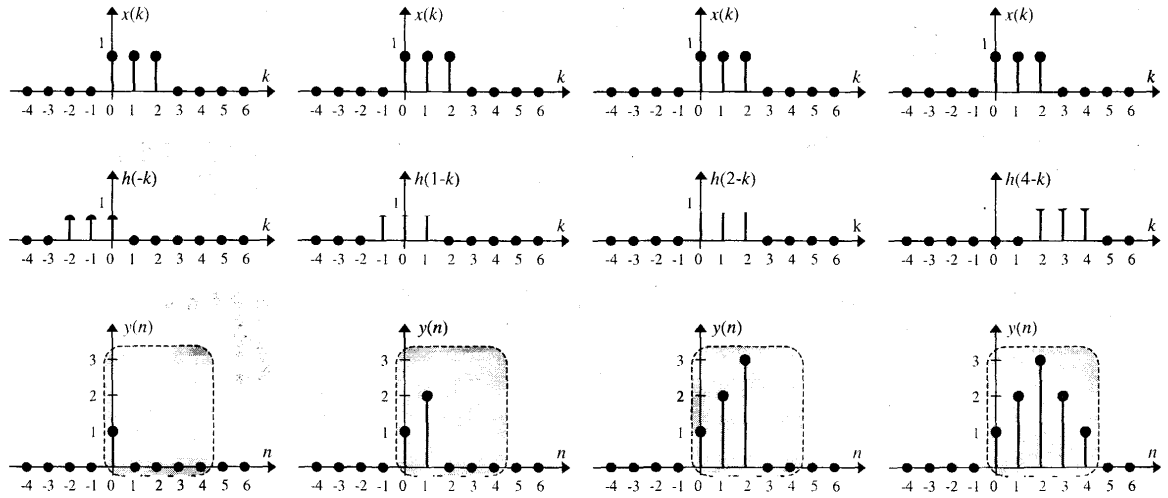 x(k) x(k) x(k) x(k)
1 k 1 k 1 k 1 k
-4 -3 -2 -1 0 1 2 3 4 5 6 -4 -3 -2 -1 0 1 2 3 4 5 6 -4 -3 -2 -1 0 1 2 3 4 5 6 -4 -3 -2 -1 0 1 2 3 4 5 6
h(-k) h(1-k) h(2-k) h(4-k)
1 k 1 k 1 k 1 k
-4 -3 -2 -1 0 1 2 3 4 5 6 -4 -3 -2 -1 0 1 2 3 4 5 6 -4 -3 -2 -1 0 1 2 3 4 5 6 -4 -3 -2 -1 0 1 2 3 4 5 6
y(n) y(n) y(n) y(n)
3 3 3 3
2 2 2 2
1 n 1 n 1 n 1 n
-4 -3 -2 -1 0 1 2 3 4 5 6 -4 -3 -2 -1 0 1 2 3 4 5 6 -4 -3 -2 -1 0 1 2 3 4 5 6 -4 -3 -2 -1 0 1 2 3 4 5 6